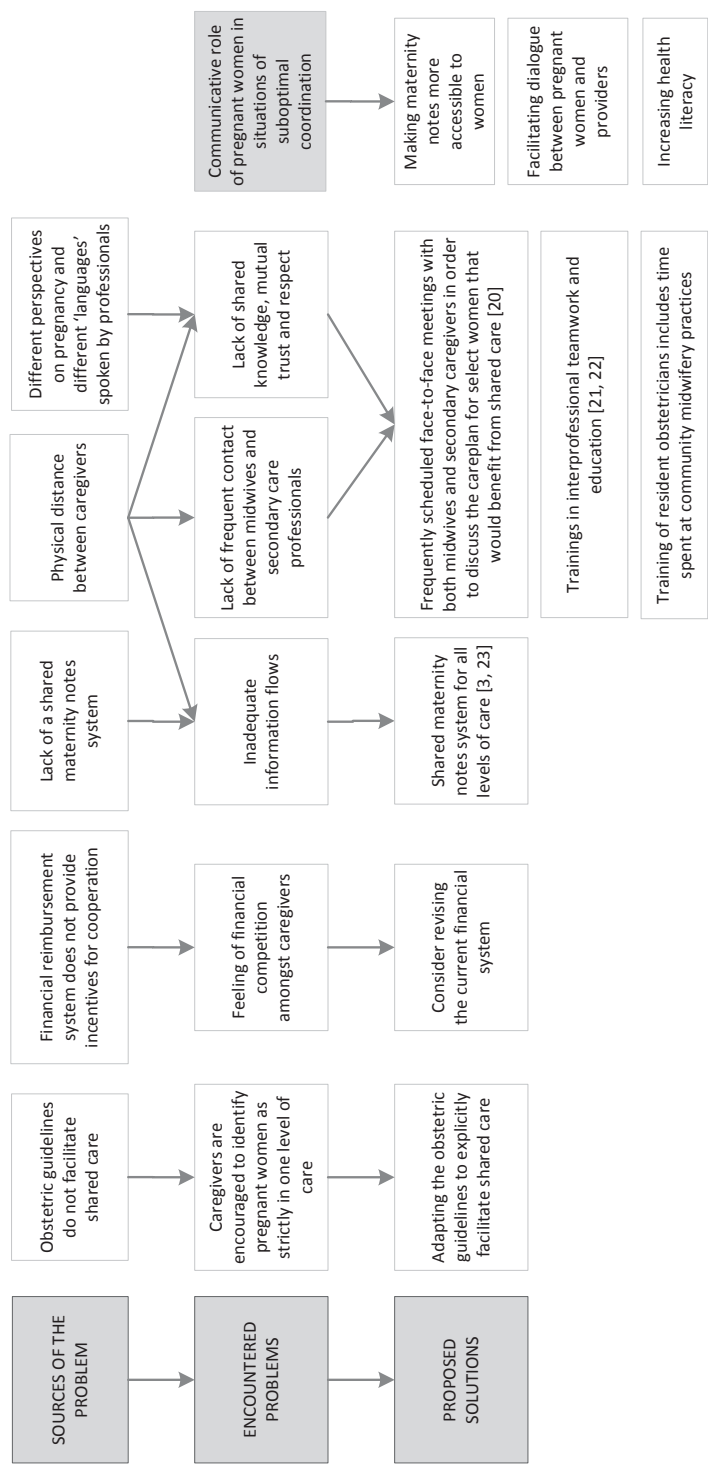 SOURCES OF THE
PROBLEM
Obstetric guidelines
do not facilitate
shared care
Financial reimbursement
system does not provide
incentives for cooperation
Lack of a shared
maternity notes
system
Physical distance
between caregivers
Different perspectives
on pregnancy and
different ‘languages’
spoken by professionals
ENCOUNTERED
PROBLEMS
Caregivers are
encouraged to identify
pregnant women as
strictly in one level of
care
Feeling of financial
competition
amongst caregivers
Inadequate
information flows
Lack of frequent contact
between midwives and
secondary care
professionals
Lack of shared
knowledge, mutual
trust and respect
Communicative role
of pregnant women in
situations of
suboptimal
coordination
PROPOSED
SOLUTIONS
Adapting the obstetric
guidelines to explicitly
facilitate shared care
Consider revising
the current financial
system
Shared maternity
notes system for all
levels of care [3, 23]
Frequently scheduled face-to-face meetings with
both midwives and secondary caregivers in order
to discuss the careplan for select women that
would benefit from shared care [20]
Trainings in interprofessional teamwork and
education [21, 22]
Training of resident obstetricians includes time
spent at community midwifery practices
Making maternity
notes more
accessible to
women
Facilitating dialogue
between pregnant
women and
providers
Increasing health
literacy